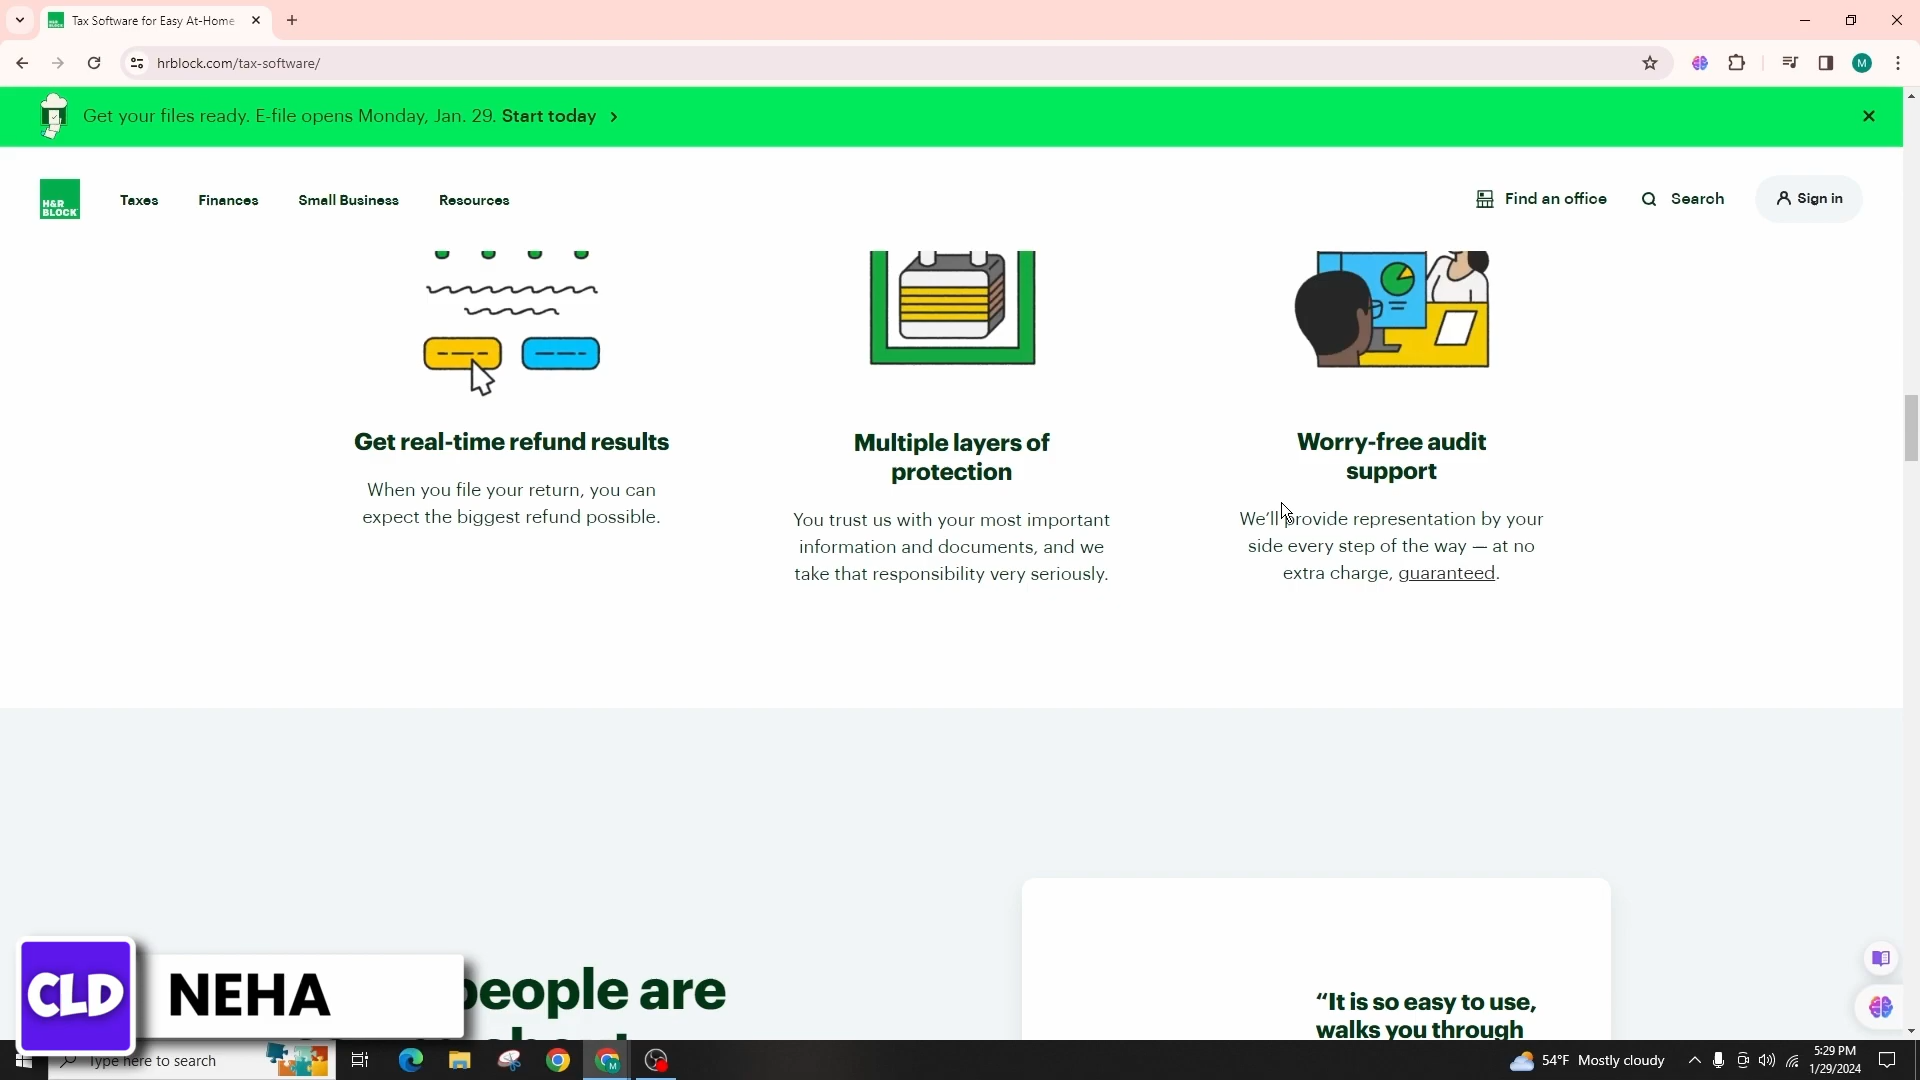 Tax Software for Easy At-Home
hrblock.com/tax-software/
M
Get your files ready. E-file opens Monday, Jan. 29. Start today
H&R
BLOCK
Taxes
Finances
Small Business
Resources
Find an office
Search
Sign in
Get real-time refund results
When you file your return, you can
expect the biggest refund possible.
Multiple layers of
protection
You trust us with your most important
information and documents, and we
take that responsibility very seriously.
Worry-free audit
support
We’ll provide representation by your
side every step of the way — at no
extra charge, guaranteed.
people are
“It is so easy to use,
walks you through
CLD
NEHA
Type here to search
54°F Mostly cloudy
5:29 PM
1/29/2024